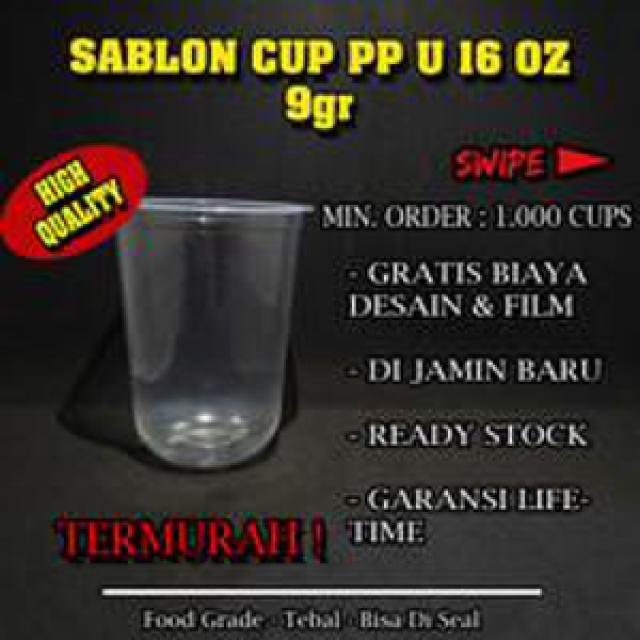 SABLON CUP PP U 16 OZ
9gr
HIGH
QUALITY
SWIPE
MIN. ORDER : 1.000 CUPS
- GRATIS BIAYA
DESAIN & FILM
- DI JAMIN BARU
- READY STOCK
- GARANSI LIFE-
TIME
TERMURAH !
Food Grade - Tebal - Bisa Di Seal